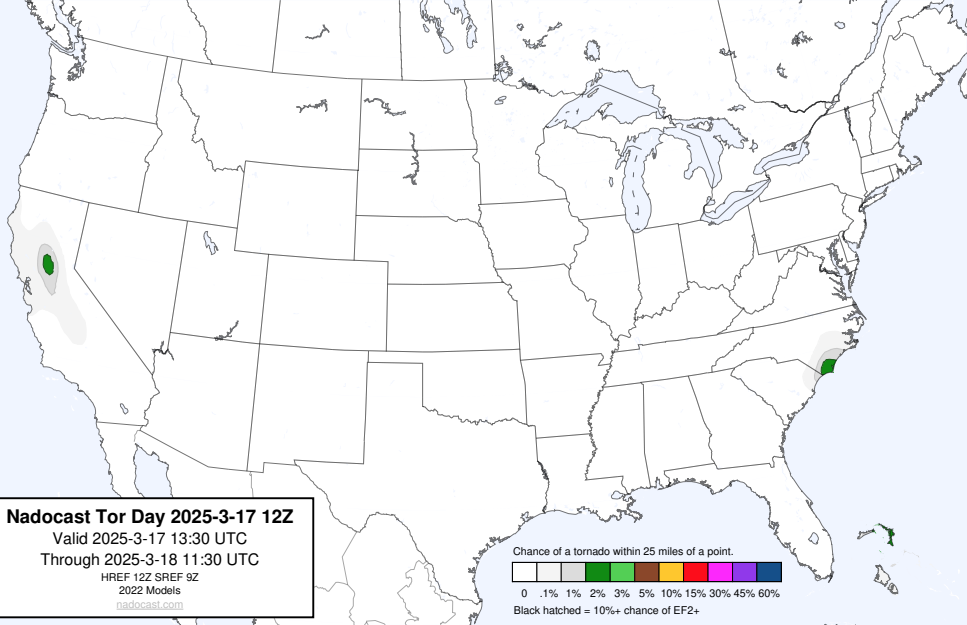 Nadocast Tor Day 2025-3-17 12Z
Valid 2025-3-17 13:30 UTC
Through 2025-3-18 11:30 UTC
HREF 12Z SREF 9Z
2022 Models
nadocast.com
Chance of a tornado within 25 miles of a point.
0 .1% 1% 2% 3% 5% 10% 15% 30% 45% 60%
Black hatched = 10%+ chance of EF2+